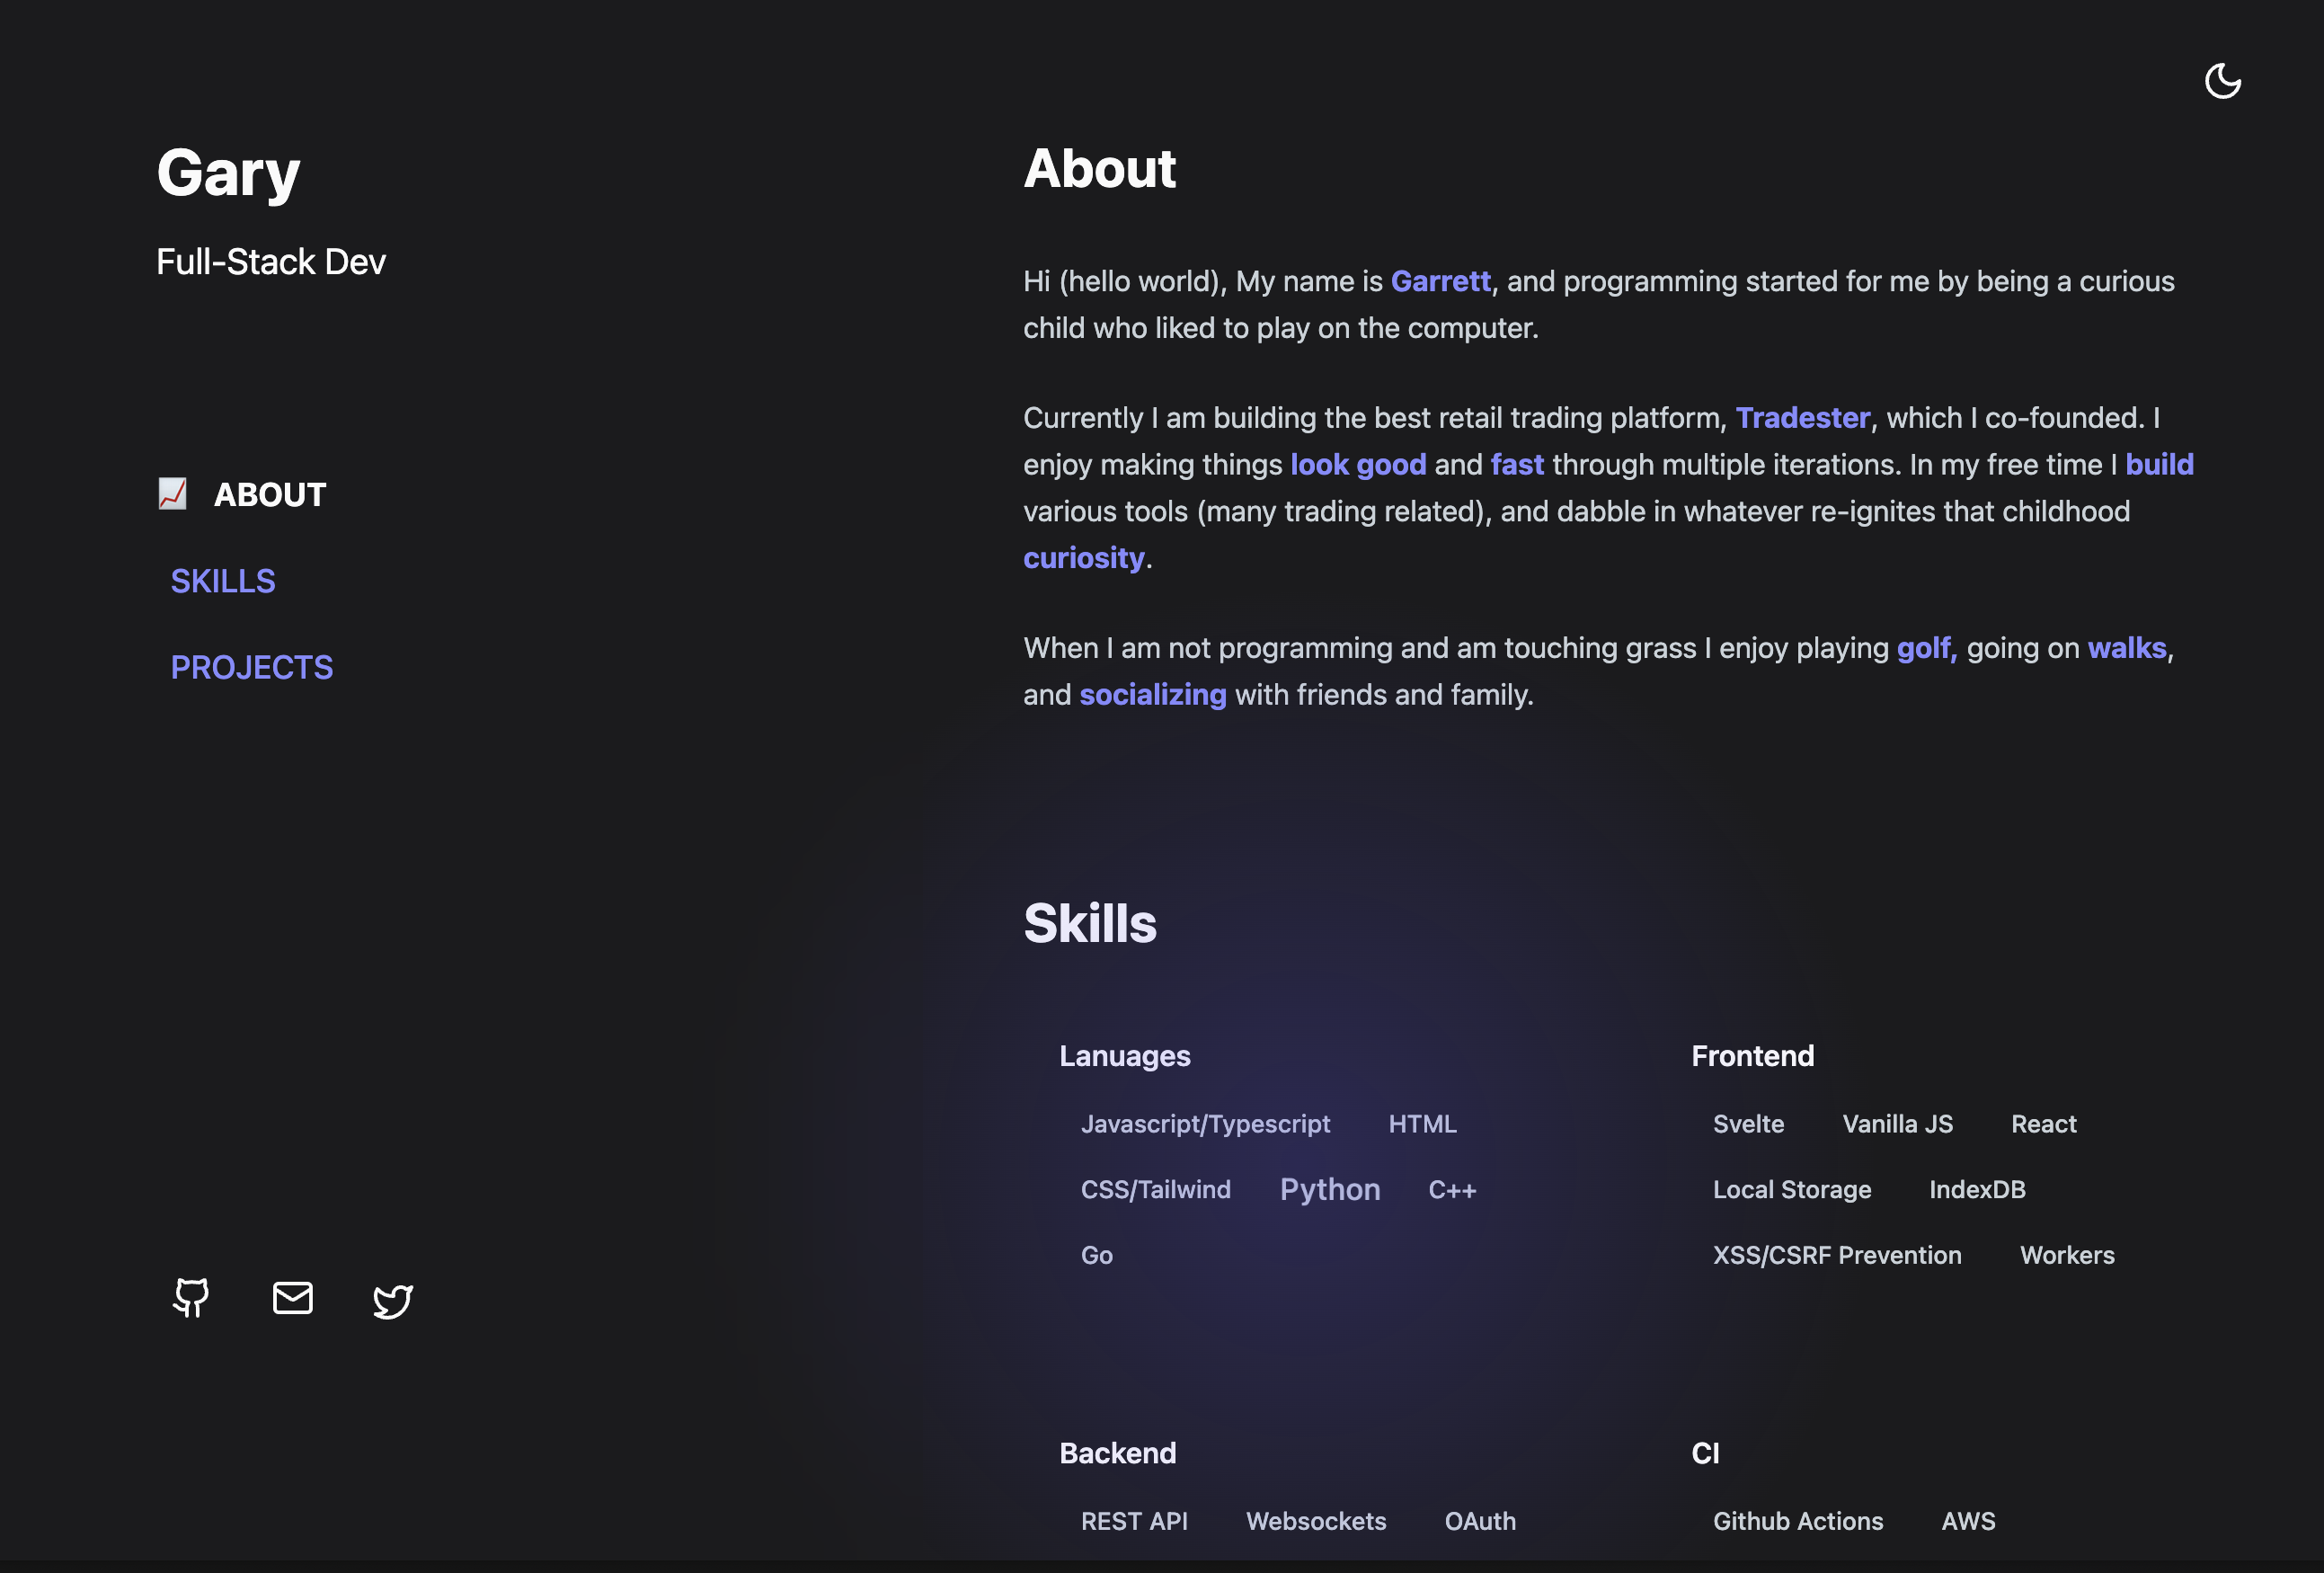 Gary
Full-Stack Dev
ABOUT
SKILLS
PROJECTS
About
Hi (hello world), My name is Garrett, and programming started for me by being a curious
child who liked to play on the computer.
Currently I am building the best retail trading platform, Tradester, which I co-founded. I
enjoy making things look good and fast through multiple iterations. In my free time I build
various tools (many trading related), and dabble in whatever re-ignites that childhood
curiosity.
When I am not programming and am touching grass I enjoy playing golf, going on walks,
and socializing with friends and family.
Skills
Lanuages
Javascript/Typescript HTML
CSS/Tailwind Python C++
Go
Frontend
Svelte Vanilla JS React
Local Storage IndexDB
XSS/CSRF Prevention Workers
Backend
REST API Websockets OAuth
CI
Github Actions AWS